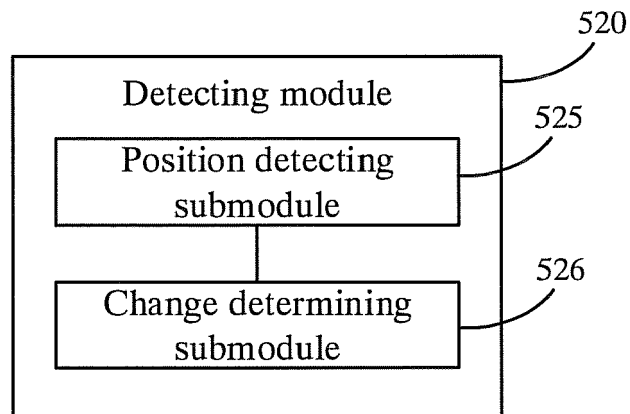 520
Detecting module
525
Position detecting
submodule
526
Change determining
submodule